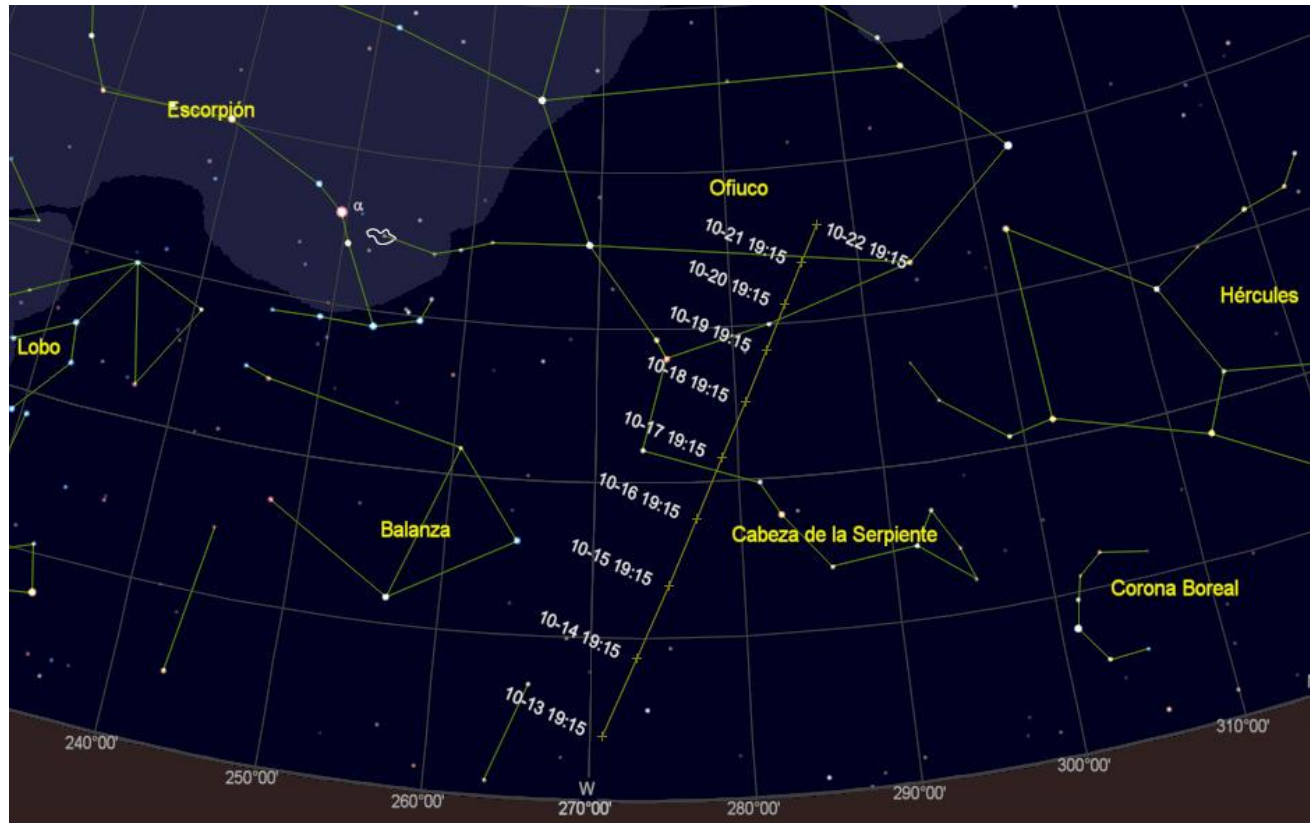 Escorpión
α
Ofiuco
10-21 19:15
10-22 19:15
10-20 19:15
Hércules
10-19 19:15
Lobo
10-18 19:15
10-17 19:15
10-16 19:15
Balanza
Cabeza de la Serpiente
10-15 19:15
Corona Boreal
10-14 19:15
10-13 19:15
240°00'
250°00'
260°00'
W
270°00'
280°00'
290°00'
300°00'
310°00'